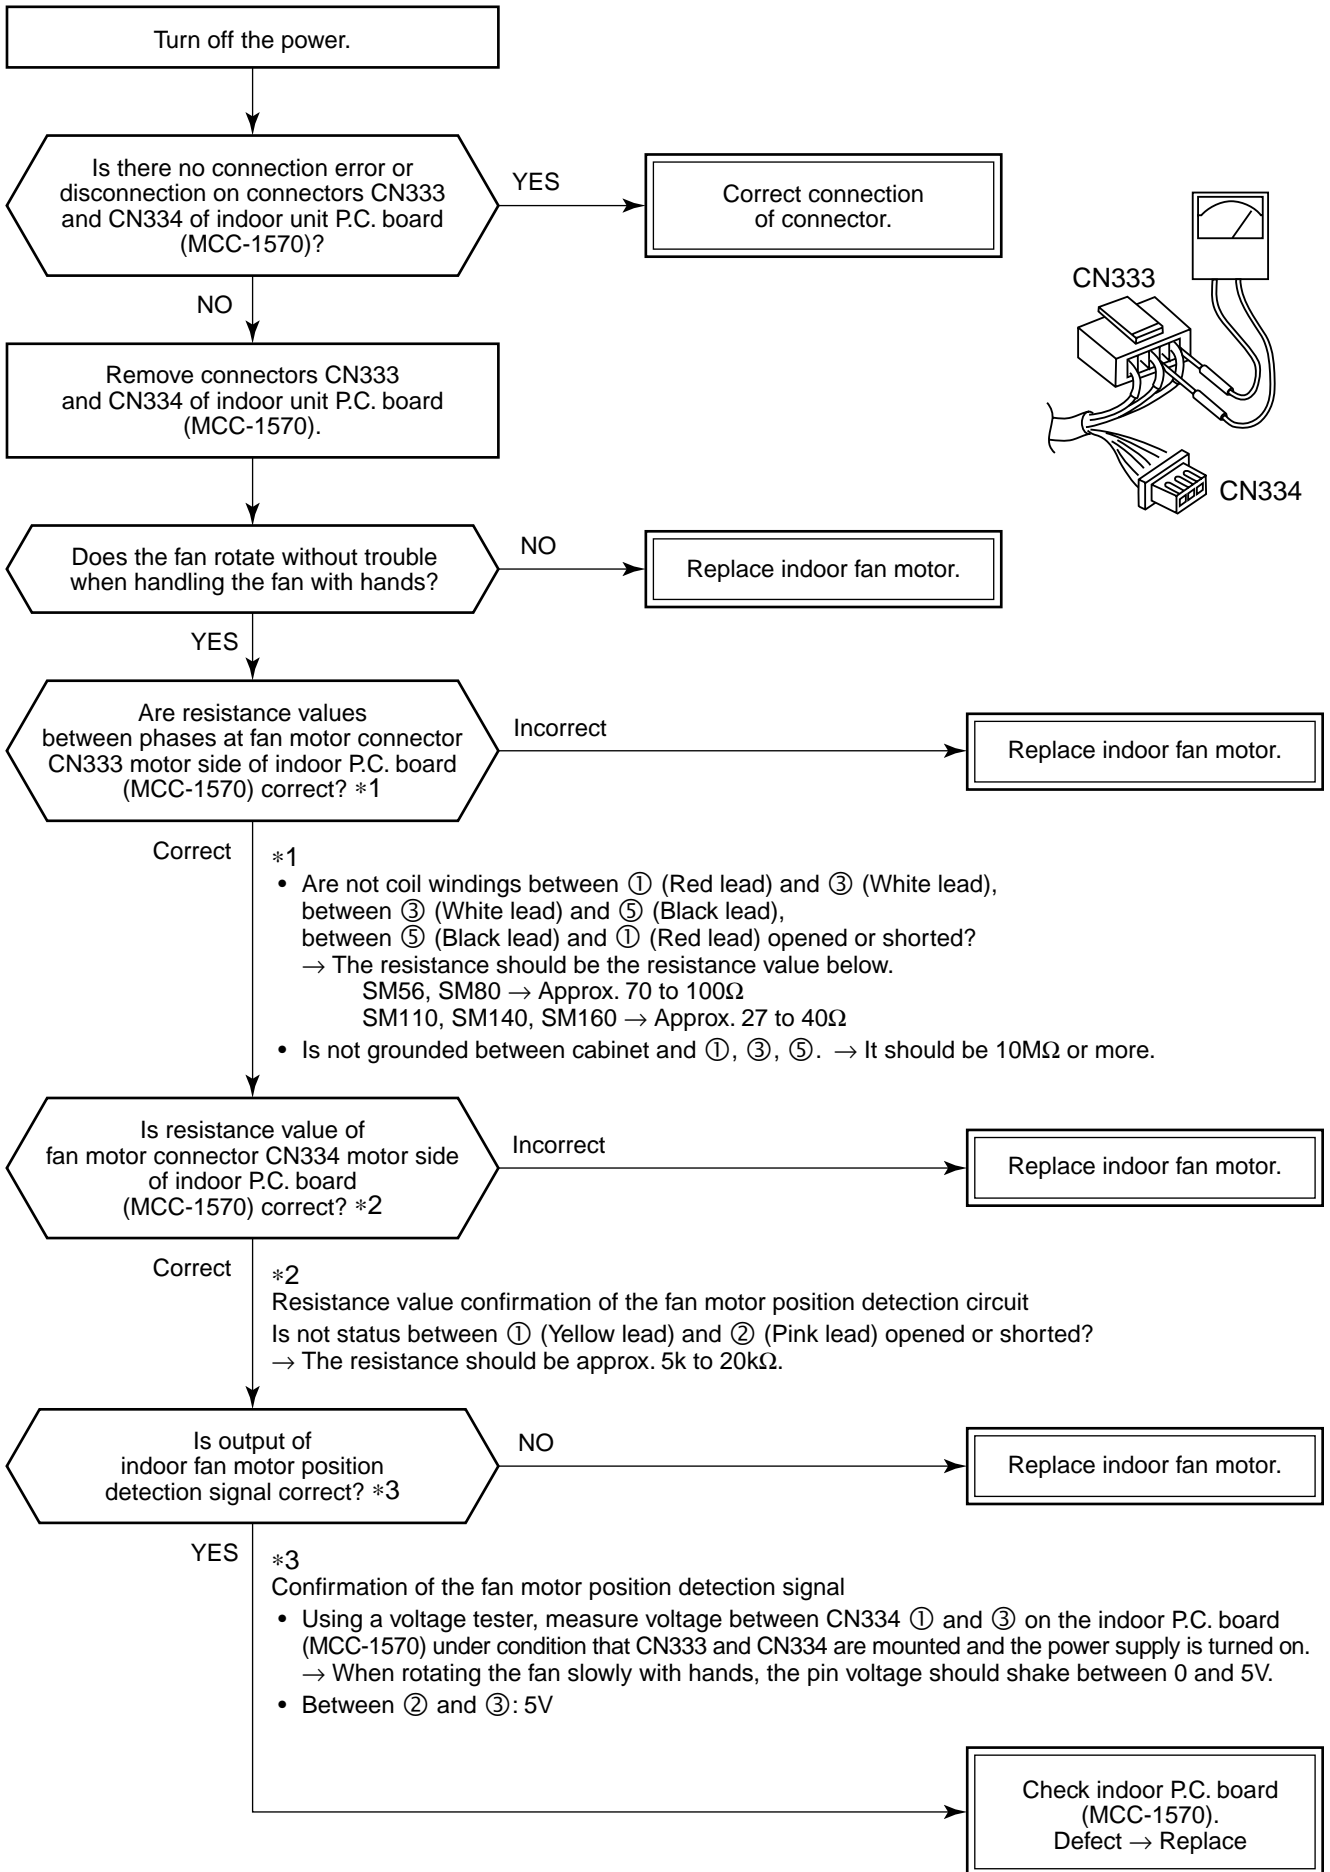 Turn off the power.
Is there no connection error or
disconnection on connectors CN333
and CN334 of indoor unit P.C. board
(MCC-1570)?
YES
Correct connection
of connector.
NO
CN333
CN334
Remove connectors CN333
and CN334 of indoor unit P.C. board
(MCC-1570).
Does the fan rotate without trouble
when handling the fan with hands?
NO
Replace indoor fan motor.
YES
Are resistance values
between phases at fan motor connector
CN333 motor side of indoor P.C. board
(MCC-1570) correct? *1
Incorrect
Replace indoor fan motor.
Correct
*1
• Are not coil windings between ① (Red lead) and ③ (White lead),
between ③ (White lead) and ⑤ (Black lead),
between ⑤ (Black lead) and ① (Red lead) opened or shorted?
→ The resistance should be the resistance value below.
SM56, SM80 → Approx. 70 to 100Ω
SM110, SM140, SM160 → Approx. 27 to 40Ω
• Is not grounded between cabinet and ①, ③, ⑤. → It should be 10MΩ or more.
Is resistance value of
fan motor connector CN334 motor side
of indoor P.C. board
(MCC-1570) correct? *2
Incorrect
Replace indoor fan motor.
Correct
*2
Resistance value confirmation of the fan motor position detection circuit
Is not status between ① (Yellow lead) and ② (Pink lead) opened or shorted?
→ The resistance should be approx. 5k to 20kΩ.
Is output of
indoor fan motor position
detection signal correct? *3
NO
Replace indoor fan motor.
YES
*3
Confirmation of the fan motor position detection signal
• Using a voltage tester, measure voltage between CN334 ① and ③ on the indoor P.C. board
(MCC-1570) under condition that CN333 and CN334 are mounted and the power supply is turned on.
→ When rotating the fan slowly with hands, the pin voltage should shake between 0 and 5V.
• Between ② and ③: 5V
Check indoor P.C. board
(MCC-1570).
Defect → Replace